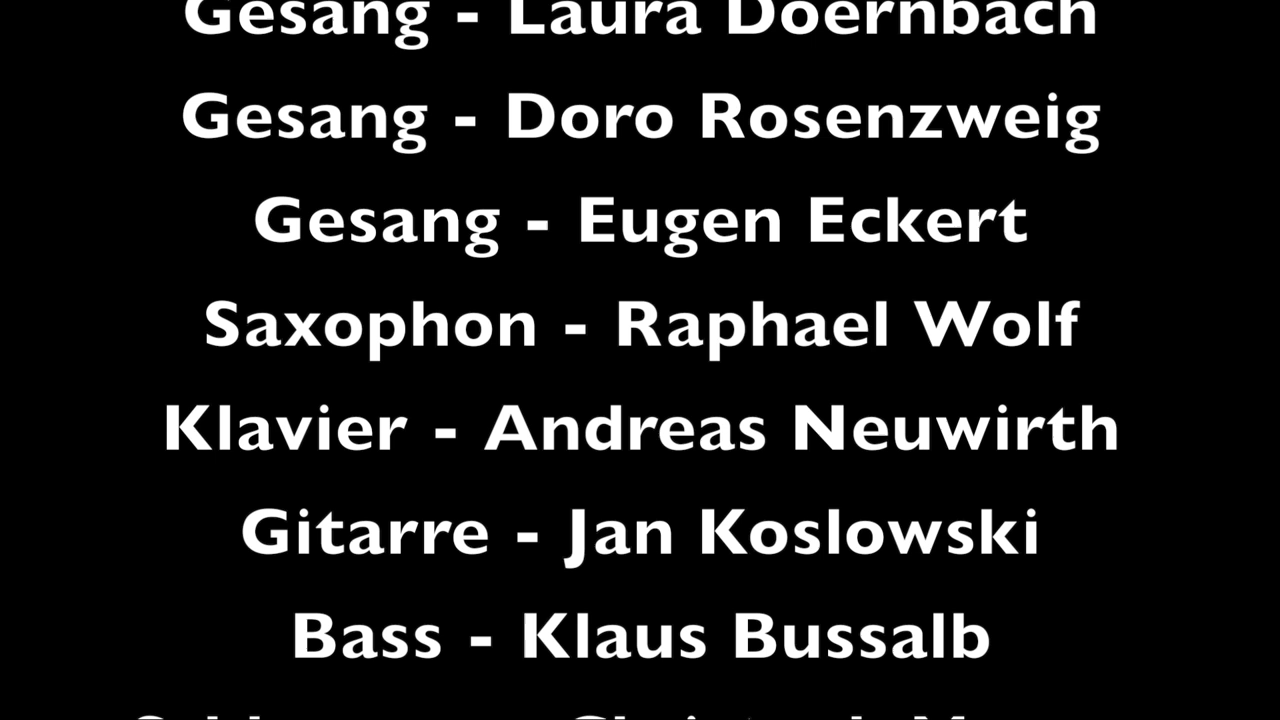 Gesang - Laura Doernbach
Gesang - Doro Rosenzweig
Gesang - Eugen Eckert
Saxophon - Raphael Wolf
Klavier - Andreas Neuwirth
Gitarre - Jan Koslowski
Bass - Klaus Bussalb